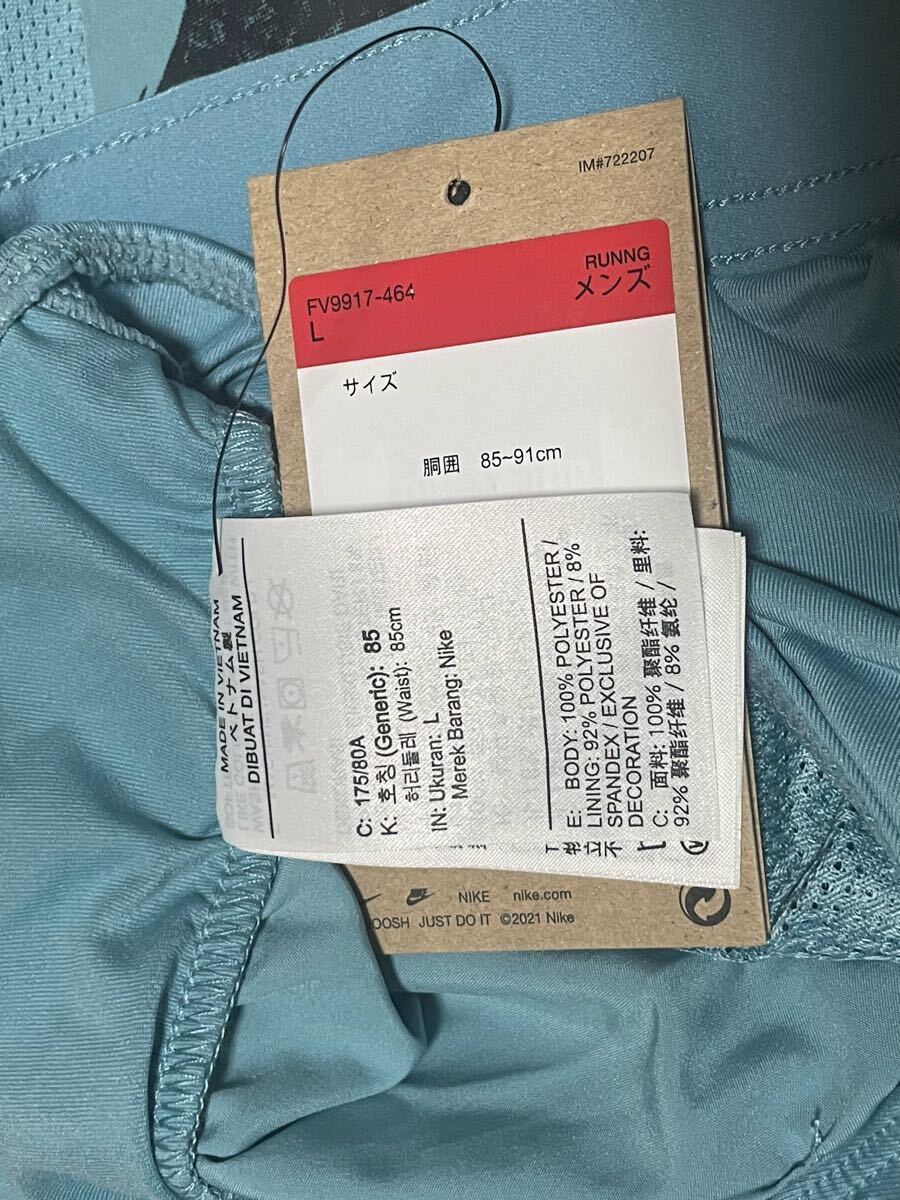 IM#722207
RUNNG
メンズ
FV9917-464
L
サイズ
胴囲 85~91cm
MADE IN VIETNAM
ベトナム製
DIBUAT DI VIETNAM
C: 175/80A
K: 호칭 (Generic): 85
허리둘레 (Waist): 85cm
IN: Ukuran: L
Merek Barang: Nike
E: BODY: 100% POLYESTER /
LINING: 92% POLYESTER / 8%
SPANDEX / EXCLUSIVE OF
DECORATION
C: 面料: 100% 聚酯纤维 / 里料:
92% 聚酯纤维 / 8% 氨纶 /
NIKE nike.com
OOSH JUST DO IT ©2021 Nike